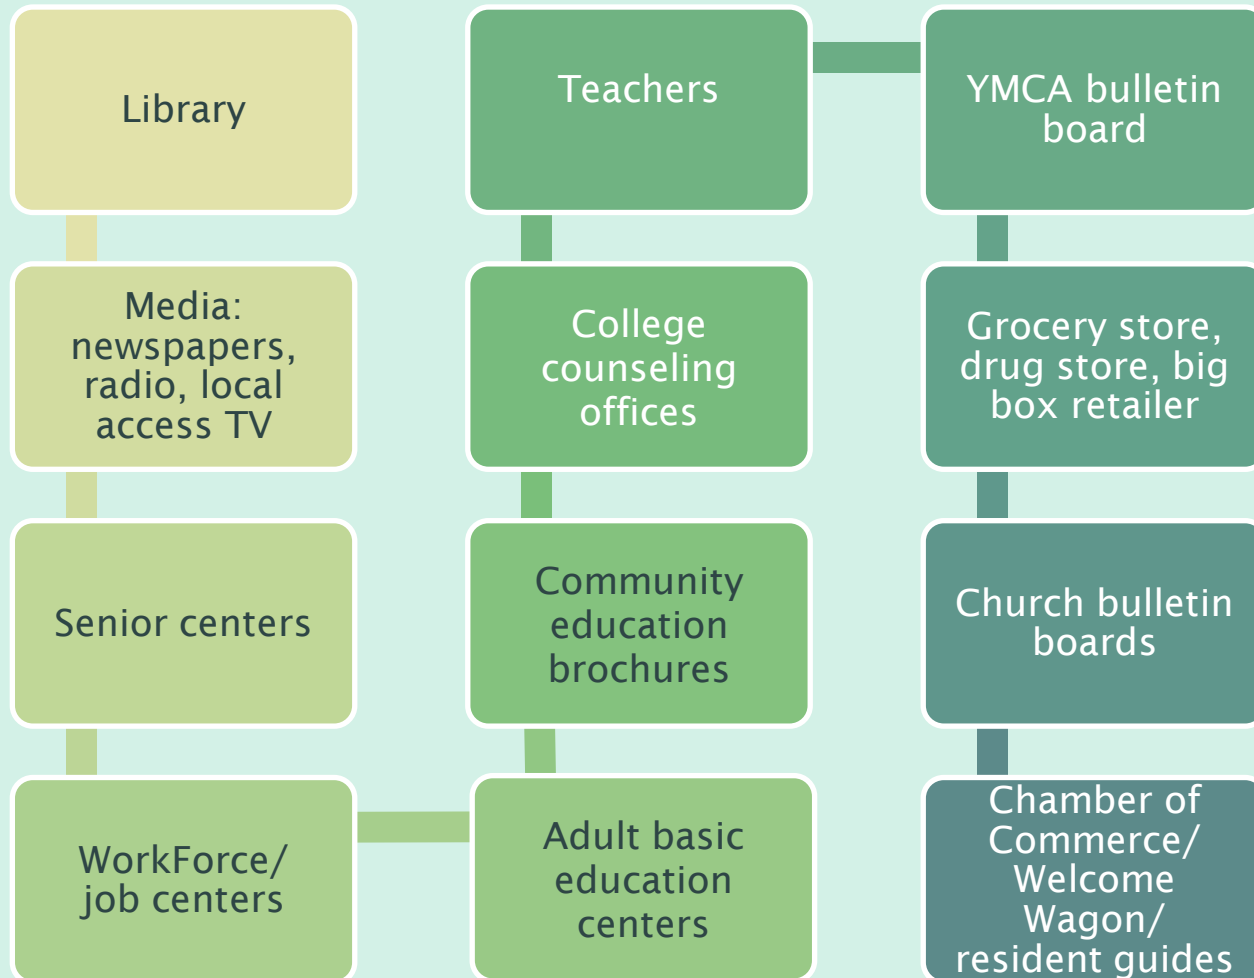 Library
Media:
newspapers,
radio, local
access TV
Senior centers
WorkForce/
job centers
Adult basic
education
centers
Community
education
brochures
College
counseling
offices
Teachers
YMCA bulletin
board
Grocery store,
drug store, big
box retailer
Church bulletin
boards
Chamber of
Commerce/
Welcome
Wagon/
resident guides